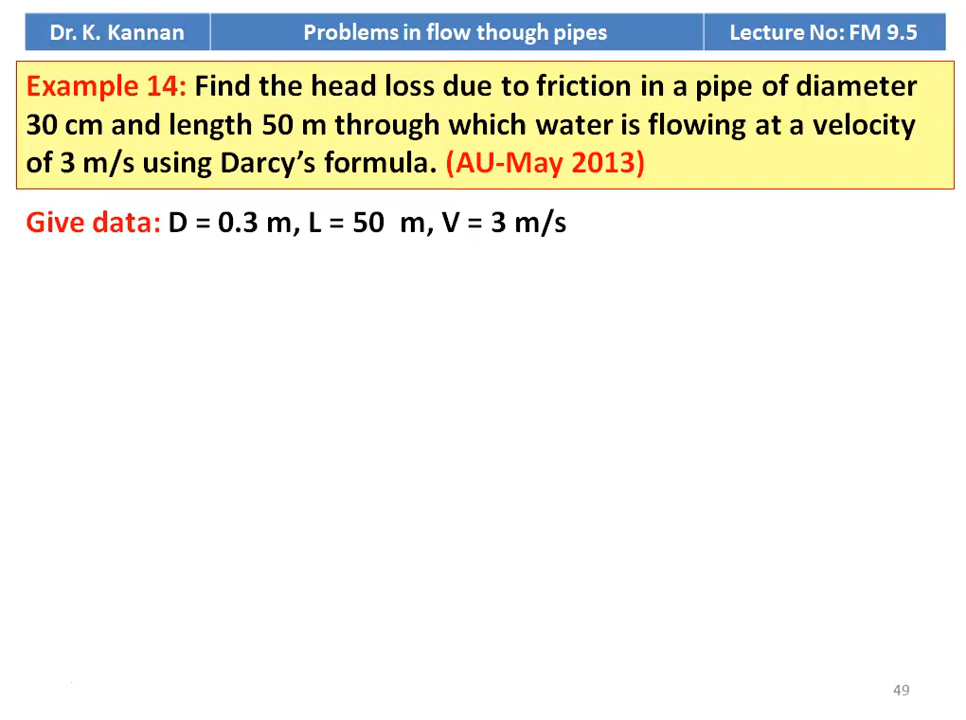 Dr. K. Kannan
Problems in flow though pipes
Lecture No: FM 9.5
Example 14: Find the head loss due to friction in a pipe of diameter
30 cm and length 50 m through which water is flowing at a velocity
of 3 m/s using Darcy’s formula. (AU-May 2013)
Give data: D = 0.3 m, L = 50 m, V = 3 m/s
49